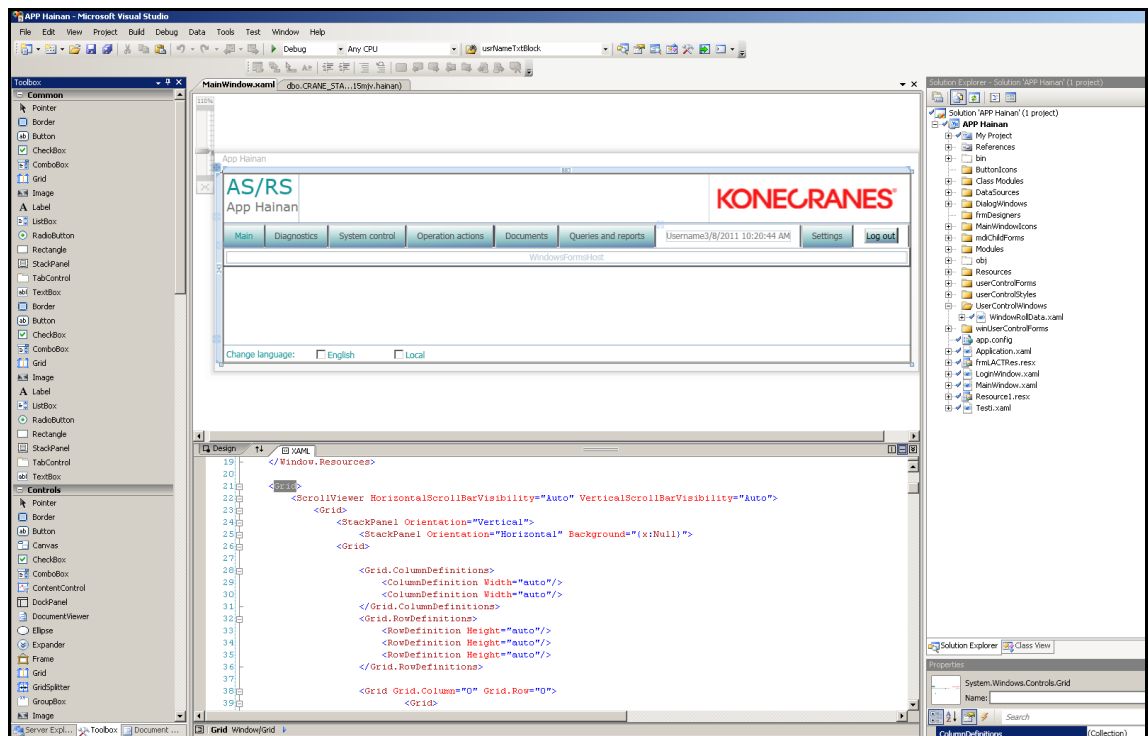 APP Hainan - Microsoft Visual Studio
File Edit View Project Build Debug Data Tools Test Window Help
Debug Any CPU usrNameTxtBlock
Toolbox
Common
Pointer
Border
Button
CheckBox
ComboBox
Grid
Image
Label
ListBox
RadioButton
Rectangle
StackPanel
TabControl
TextBox
Border
Button
CheckBox
ComboBox
Grid
Image
Label
ListBox
RadioButton
Rectangle
StackPanel
TabControl
TextBox
Controls
Pointer
Border
Button
Canvas
CheckBox
ComboBox
ContentControl
DockPanel
DocumentViewer
Ellipse
Expander
Frame
Grid
GridSplitter
GroupBox
Image
Server Expl... Toolbox Document ...
MainWindow.xaml dbo.CRANE_STA...15mjv.hainan)
110%
App Hainan
AS/RS
App Hainan
KONECRANES®
Main Diagnostics System control Operation actions Documents Queries and reports Username3/8/2011 10:20:44 AM Settings Log out
WindowsFormsHost
Change language: English Local
Design XAML
19 </Window.Resources>
20
21 <Grid>
22 <ScrollViewer HorizontalScrollBarVisibility="Auto" VerticalScrollBarVisibility="Auto">
23 <Grid>
24 <StackPanel Orientation="Vertical">
25 <StackPanel Orientation="Horizontal" Background="{x:Null}">
26 <Grid>
27
28 <Grid.ColumnDefinitions>
29 <ColumnDefinition Width="auto"/>
30 <ColumnDefinition Width="auto"/>
31 </Grid.ColumnDefinitions>
32 <Grid.RowDefinitions>
33 <RowDefinition Height="auto"/>
34 <RowDefinition Height="auto"/>
35 <RowDefinition Height="auto"/>
36 </Grid.RowDefinitions>
37
38 <Grid Grid.Column="0" Grid.Row="0">
39 <Grid>
Grid Window/Grid
Solution Explorer - Solution 'APP Hainan' (1 project)
Solution 'APP Hainan' (1 project)
APP Hainan
My Project
References
bin
ButtonIcons
Class Modules
DataSources
DialogWindows
frmDesigners
MainWindowIcons
mdiChildForms
Modules
obj
Resources
userControlForms
userControlStyles
UserControlWindows
WindowRollData.xaml
winUserControlForms
app.config
Application.xaml
frmLACTRes.resx
LoginWindow.xaml
MainWindow.xaml
Resource1.resx
Testi.xaml
Solution Explorer Class View
Properties
System.Windows.Controls.Grid
Name:
Search
ColumnDefinitions (Collection)